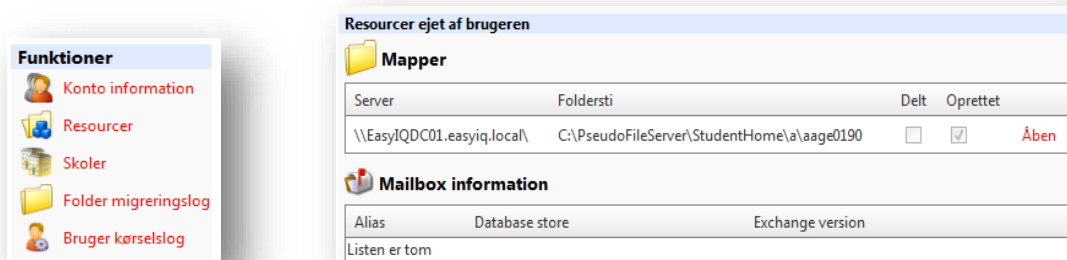 Funktioner
Konto information
Resourcer
Skoler
Folder migreringslog
Bruger kørselslog
Resourcer ejet af brugeren
Mapper
Server Foldersti Delt Oprettet
\\EasyIQDC01.easyiq.local\ C:\PseudoFileServer\StudentHome\a\aage0190 Åben
Mailbox information
Alias Database store Exchange version
Listen er tom